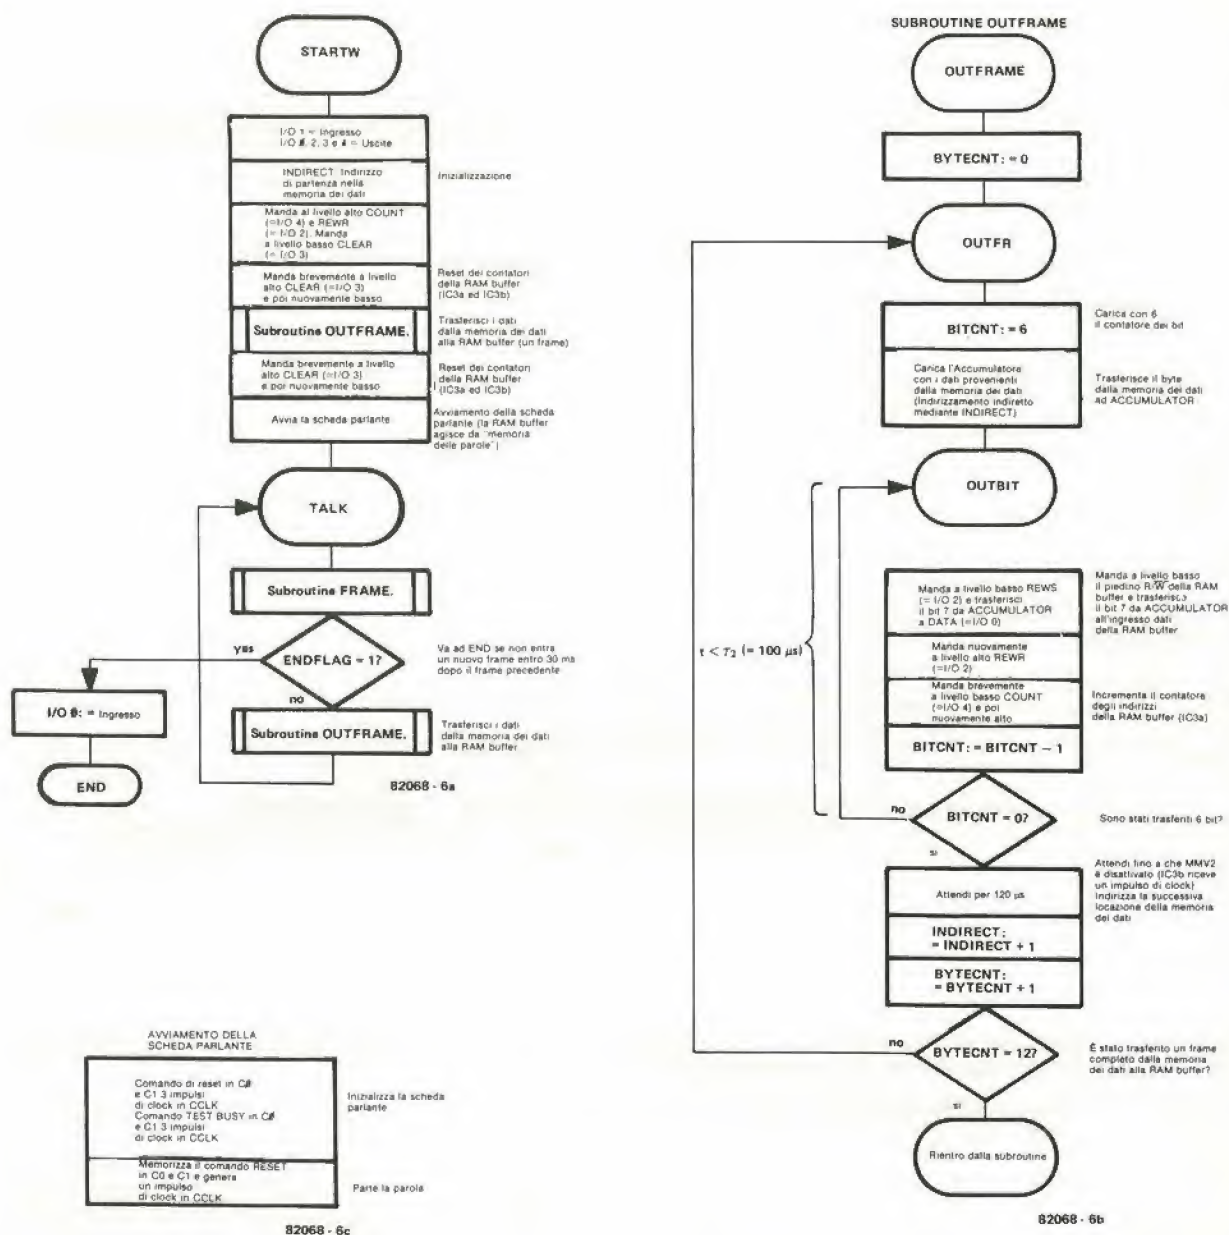 STARTW
I/O 1 = Ingresso
I/O 0, 2, 3 e 4 = Uscite
INDIRECT: Indirizzo
di partenza nella
memoria dei dati
Inizializzazione
Manda al livello alto COUNT
(=I/O 4) e REWR
(= I/O 2). Manda
a livello basso CLEAR
(= I/O 3)
Manda brevemente a livello
alto CLEAR (=I/O 3)
e poi nuovamente basso
Reset dei contatori
della RAM buffer
(IC3a ed IC3b)
Subroutine OUTFRAME.
Trasferisci i dati
dalla memoria dei dati
alla RAM buffer (un frame)
Manda brevemente a livello
alto CLEAR (=I/O 3)
e poi nuovamente basso
Reset dei contatori
della RAM buffer
(IC3a ed IC3b)
Avvia la scheda parlante
Avviamento della scheda
parlante (la RAM buffer
agisce da "memoria
delle parole")
TALK
Subroutine FRAME.
yes
ENDFLAG = 1?
Va ad END se non entra
un nuovo frame entro 30 ms
dopo il frame precedente
no
I/O 0: = Ingresso
Subroutine OUTFRAME.
Trasferisci i dati
della memoria dei dati
alla RAM buffer
END
82068 - 6a
AVVIAMENTO DELLA
SCHEDA PARLANTE
Comando di reset in C0
e C1 3 impulsi
di clock in CCLK
Comando TEST BUSY in C0
e C1 3 impulsi
di clock in CCLK
Inizializza la scheda
parlante
Memorizza il comando RESET
in C0 e C1 e genera
un impulso
di clock in CCLK
Parte la parola
82068 - 6c
SUBROUTINE OUTFRAME
OUTFRAME
BYTECNT: = 0
OUTFR
BITCNT: = 6
Carica con 6
il contatore dei bit
Carica l'Accumulatore
con i dati provenienti
dalla memoria dei dati
(Indirizzamento indiretto
mediante INDIRECT)
Trasferisce il byte
dalla memoria dei dati
ad ACCUMULATOR
OUTBIT
t < τ2 (= 100 μs)
Manda a livello basso REWS
(= I/O 2) e trasferisci
il bit 7 da ACCUMULATOR
a DATA (=I/O 0)
Manda a livello basso
il piedino R/W della RAM
buffer e trasferisci
il bit 7 da ACCUMULATOR
all'ingresso dati
della RAM buffer
Manda nuovamente
a livello alto REWR
(=I/O 2)
Manda brevemente
a livello basso COUNT
(=I/O 4) e poi
nuovamente alto
Incrementa il contatore
degli indirizzi
della RAM buffer (IC3a)
BITCNT: = BITCNT − 1
no
BITCNT = 0?
Sono stati trasferiti 6 bit?
si
Attendi per 120 μs
Attendi fino a che MMV2
è disattivato (IC3b riceve
un impulso di clock)
Indirizza la successiva
locazione della memoria
dei dati
INDIRECT:
= INDIRECT + 1
BYTECNT:
= BYTECNT + 1
no
BYTECNT = 12?
È stato trasferito un frame
completo dalla memoria
dei dati alla RAM buffer?
si
Rientro dalla subroutine
82068 - 6b